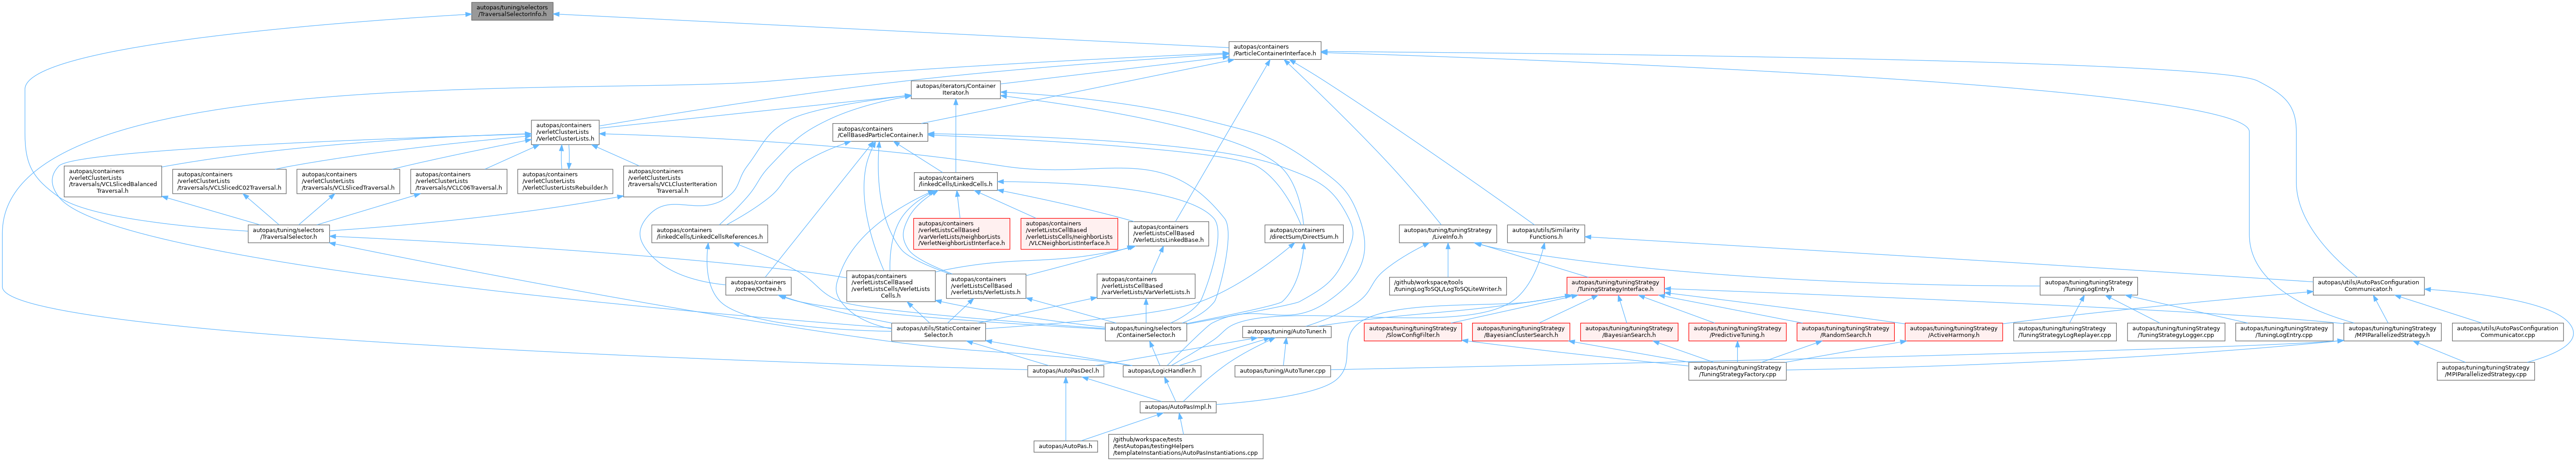 autopas/tuning/selectors
/TraversalSelectorInfo.h
autopas/containers
/ParticleContainerInterface.h
autopas/iterators/Container
Iterator.h
autopas/containers
/verletClusterLists
/VerletClusterLists.h
autopas/containers
/CellBasedParticleContainer.h
autopas/containers
/verletClusterLists
/traversals/VCLSlicedBalanced
Traversal.h
autopas/containers
/verletClusterLists
/traversals/VCLSlicedC02Traversal.h
autopas/containers
/verletClusterLists
/traversals/VCLSlicedTraversal.h
autopas/containers
/verletClusterLists
/traversals/VCLC06Traversal.h
autopas/containers
/verletClusterLists
/VerletClusterListsRebuilder.h
autopas/containers
/verletClusterLists
/traversals/VCLClusterIteration
Traversal.h
autopas/containers
/linkedCells/LinkedCells.h
autopas/tuning/selectors
/TraversalSelector.h
autopas/containers
/linkedCells/LinkedCellsReferences.h
autopas/containers
/verletListsCellBased
/varVerletLists/neighborLists
/VerletNeighborListInterface.h
autopas/containers
/verletListsCellBased
/verletListsCells/neighborLists
/VLCNeighborListInterface.h
autopas/containers
/verletListsCellBased
/VerletListsLinkedBase.h
autopas/containers
/directSum/DirectSum.h
autopas/tuning/tuningStrategy
/LiveInfo.h
autopas/utils/Similarity
Functions.h
autopas/containers
/octree/Octree.h
autopas/containers
/verletListsCellBased
/verletListsCells/VerletLists
Cells.h
autopas/containers
/verletListsCellBased
/verletLists/VerletLists.h
autopas/containers
/verletListsCellBased
/varVerletLists/VarVerletLists.h
/github/workspace/tools
/tuningLogToSQL/LogToSQLiteWriter.h
autopas/tuning/tuningStrategy
/TuningStrategyInterface.h
autopas/tuning/tuningStrategy
/TuningLogEntry.h
autopas/utils/AutoPasConfiguration
Communicator.h
autopas/utils/StaticContainer
Selector.h
autopas/tuning/selectors
/ContainerSelector.h
autopas/tuning/AutoTuner.h
autopas/tuning/tuningStrategy
/SlowConfigFilter.h
autopas/tuning/tuningStrategy
/BayesianClusterSearch.h
autopas/tuning/tuningStrategy
/BayesianSearch.h
autopas/tuning/tuningStrategy
/PredictiveTuning.h
autopas/tuning/tuningStrategy
/RandomSearch.h
autopas/tuning/tuningStrategy
/ActiveHarmony.h
autopas/tuning/tuningStrategy
/TuningStrategyLogReplayer.cpp
autopas/tuning/tuningStrategy
/TuningStrategyLogger.cpp
autopas/tuning/tuningStrategy
/TuningLogEntry.cpp
autopas/tuning/tuningStrategy
/MPIParallelizedStrategy.h
autopas/utils/AutoPasConfiguration
Communicator.cpp
autopas/AutoPasDecl.h
autopas/LogicHandler.h
autopas/tuning/AutoTuner.cpp
autopas/tuning/tuningStrategy
/TuningStrategyFactory.cpp
autopas/tuning/tuningStrategy
/MPIParallelizedStrategy.cpp
autopas/AutoPasImpl.h
autopas/AutoPas.h
/github/workspace/tests
/testAutopas/testingHelpers
/templateInstantiations/AutoPasInstantiations.cpp